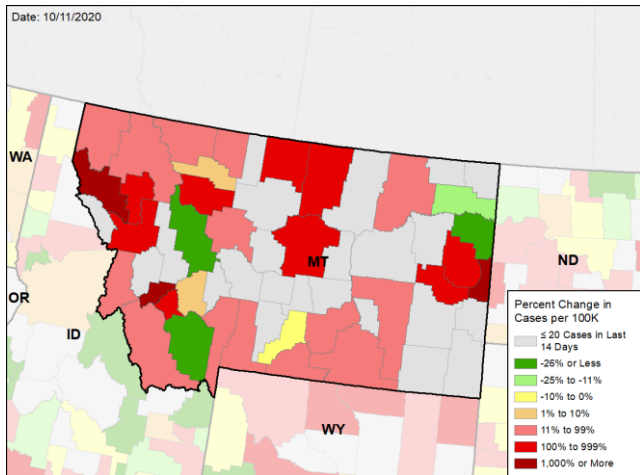 Date: 10/11/2020
WA
MT
ND
OR
ID
WY
Percent Change in
Cases per 100K
≤ 20 Cases in Last
14 Days
-26% or Less
-25% to -11%
-10% to 0%
1% to 10%
11% to 99%
100% to 999%
1,000% or More